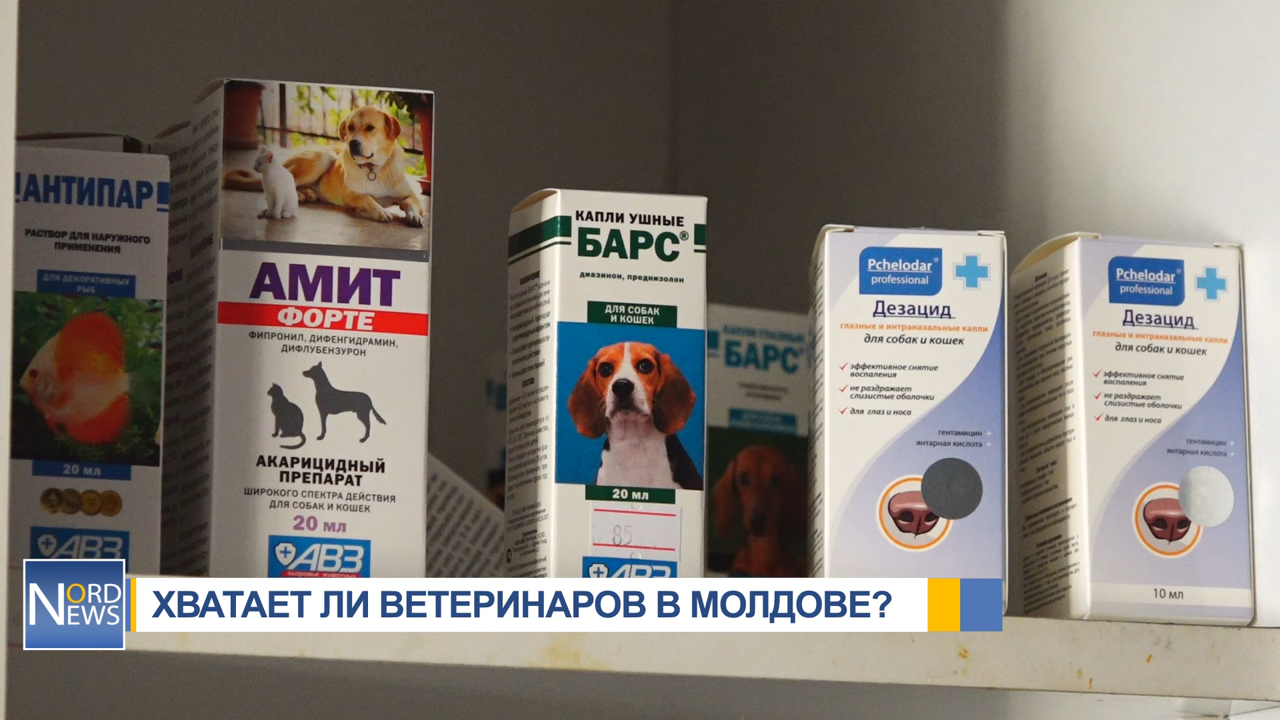 !АНТИПАР!
РАСТВОР ДЛЯ НАРУЖНОГО
ПРИМЕНЕНИЯ
ДЛЯ ДЕКОРАТИВНЫХ
РЫБ
20 мл
АВЗ
АМИТ
ФОРТЕ
ФИПРОНИЛ, ДИФЕНГИДРАМИН,
ДИФЛУБЕНЗУРОН
АКАРИЦИДНЫЙ
ПРЕПАРАТ
ШИРОКОГО СПЕКТРА ДЕЙСТВИЯ
ДЛЯ СОБАК И КОШЕК
20 мл
АВЗ
здоровье животных
КАПЛИ УШНЫЕ
БАРС®
диазинон, преднизолон
ДЛЯ СОБАК
И КОШЕК
20 мл
85
АВЗ
КАПЛИ ГЛАЗНЫЕ
БАРС®
Pchelodar®
professional
Дезацид
глазные и интраназальные капли
для собак и кошек
эффективное снятие
воспаления
не раздражает
слизистые оболочки
для глаз и носа
гентамицин
янтарная кислота
Pchelodar®
professional
Дезацид
глазные и интраназальные капли
для собак и кошек
эффективное снятие
воспаления
не раздражает
слизистые оболочки
для глаз и носа
гентамицин
янтарная кислота
10 мл
NORD
NEWS
ХВАТАЕТ ЛИ ВЕТЕРИНАРОВ В МОЛДОВЕ?